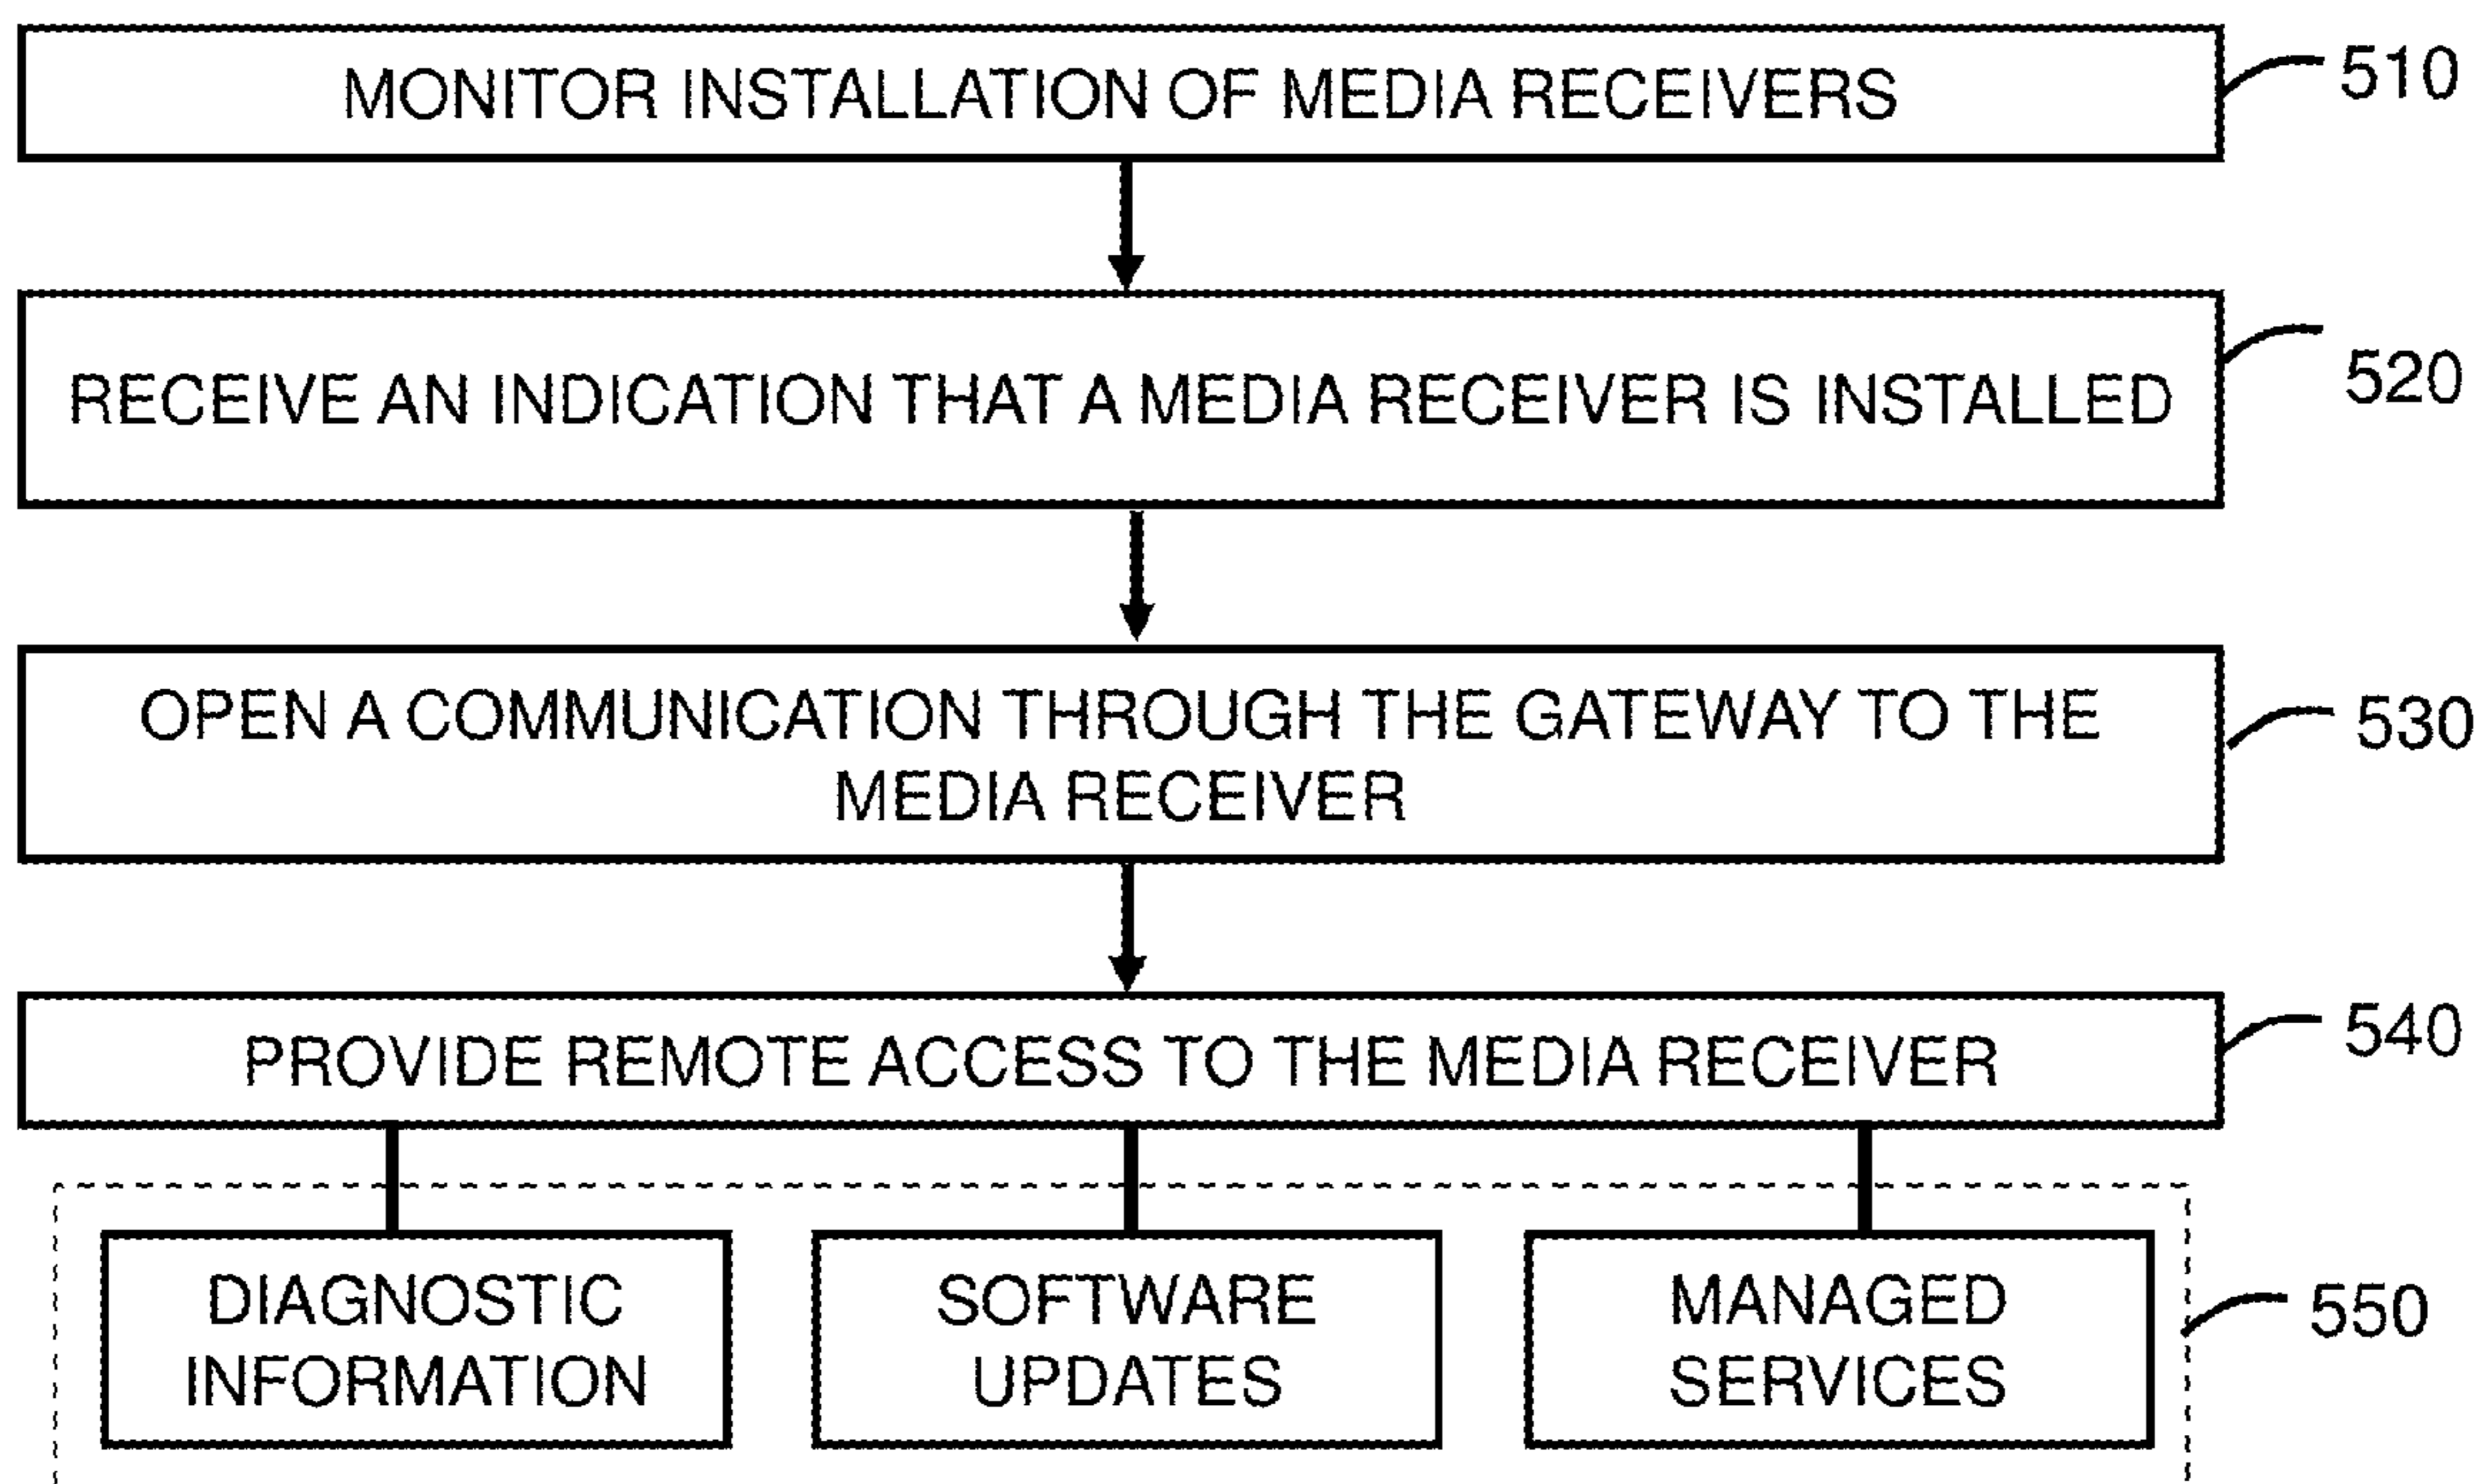 MONITOR INSTALLATION OF MEDIA RECEIVERS
510
RECEIVE AN INDICATION THAT A MEDIA RECEIVER IS INSTALLED
520
OPEN A COMMUNICATION THROUGH THE GATEWAY TO THE
MEDIA RECEIVER
530
PROVIDE REMOTE ACCESS TO THE MEDIA RECEIVER
540
DIAGNOSTIC
INFORMATION
SOFTWARE
UPDATES
MANAGED
SERVICES
550